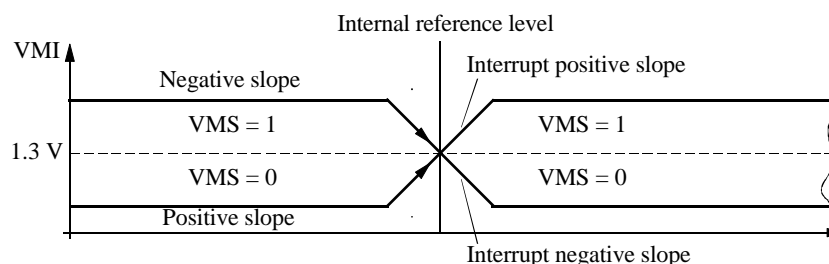 Internal reference level
VMI
Negative slope
Interrupt positive slope
VMS = 1
VMS = 1
1.3 V
VMS = 0
VMS = 0
Positive slope
Interrupt negative slope